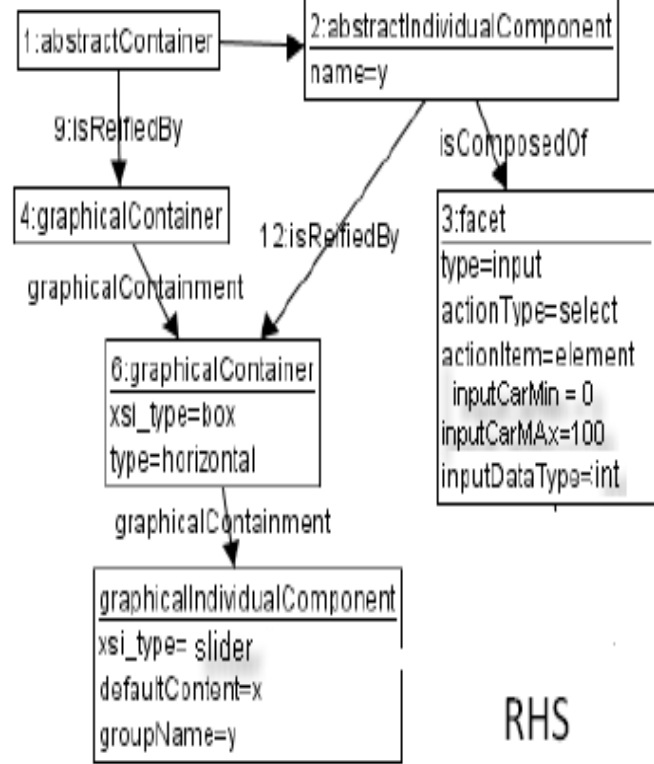 1:abstractContainer
2:abstractIndividualComponent
name=y
9:isReifiedBy
isComposedOf
4:graphicalContainer
12:isReifiedBy
3:facet
type=input
actionType=select
actionItem=element
inputCarMin = 0
inputCarMAx=100
inputDataType=int
graphicalContainment
6:graphicalContainer
xsi_type=box
type=horizontal
graphicalContainment
graphicalIndividualComponent
xsi_type= slider
defaultContent=x
groupName=y
RHS